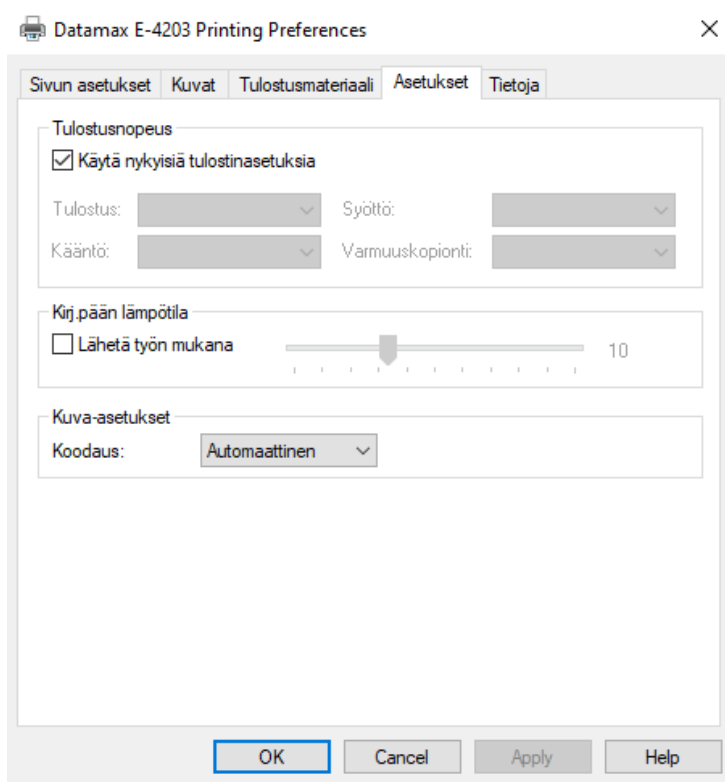 Datamax E-4203 Printing Preferences
Sivun asetukset Kuvat Tulostusmateriaali Asetukset Tietoja
Tulostusnopeus
Käytä nykyisiä tulostinasetuksia
Tulostus: Syöttö:
Kääntö: Varmuuskopionti:
Kirj.pään lämpötila
Lähetä työn mukana 10
Kuva-asetukset
Koodaus: Automaattinen
OK Cancel Apply Help